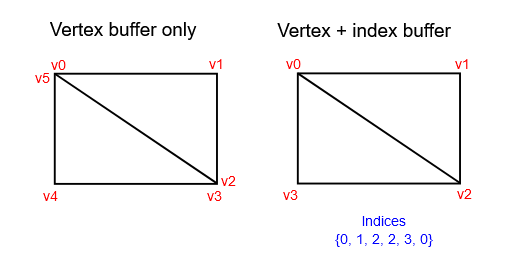 Vertex buffer only
v0
v5
v1
v2
v3
v4
Vertex + index buffer
v0
v1
v2
v3
Indices
{0, 1, 2, 2, 3, 0}